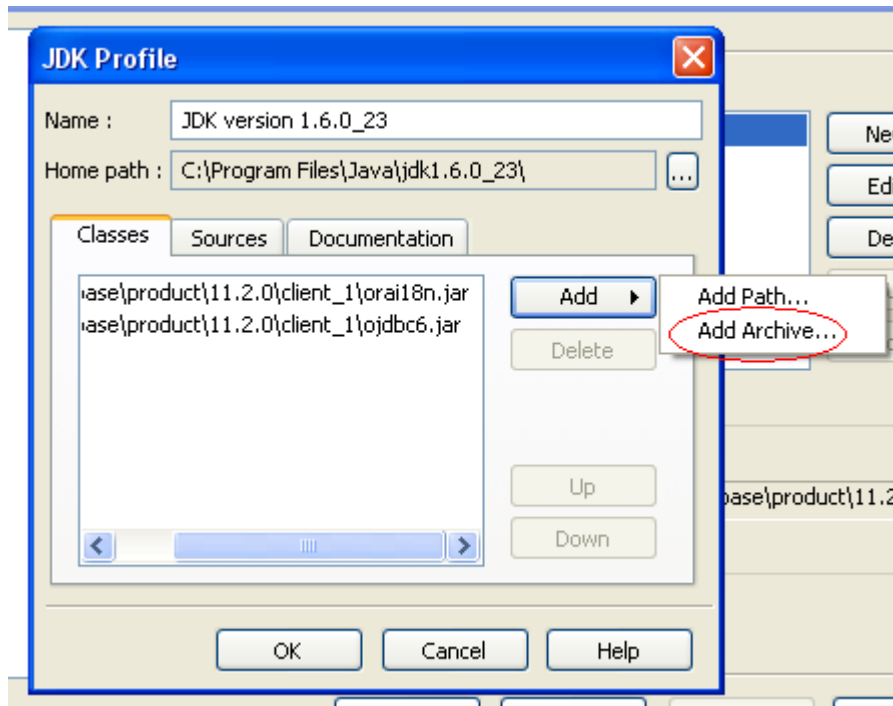 JDK Profile
Name :
JDK version 1.6.0_23
Home path :
C:\Program Files\Java\jdk1.6.0_23\
...
Classes
Sources
Documentation
ase\product\11.2.0\client_1\orai18n.jar
ase\product\11.2.0\client_1\ojdbc6.jar
Add
Delete
Up
Down
Add Path...
Add Archive...
Ne
Ed
De
base\product\11.2
OK
Cancel
Help